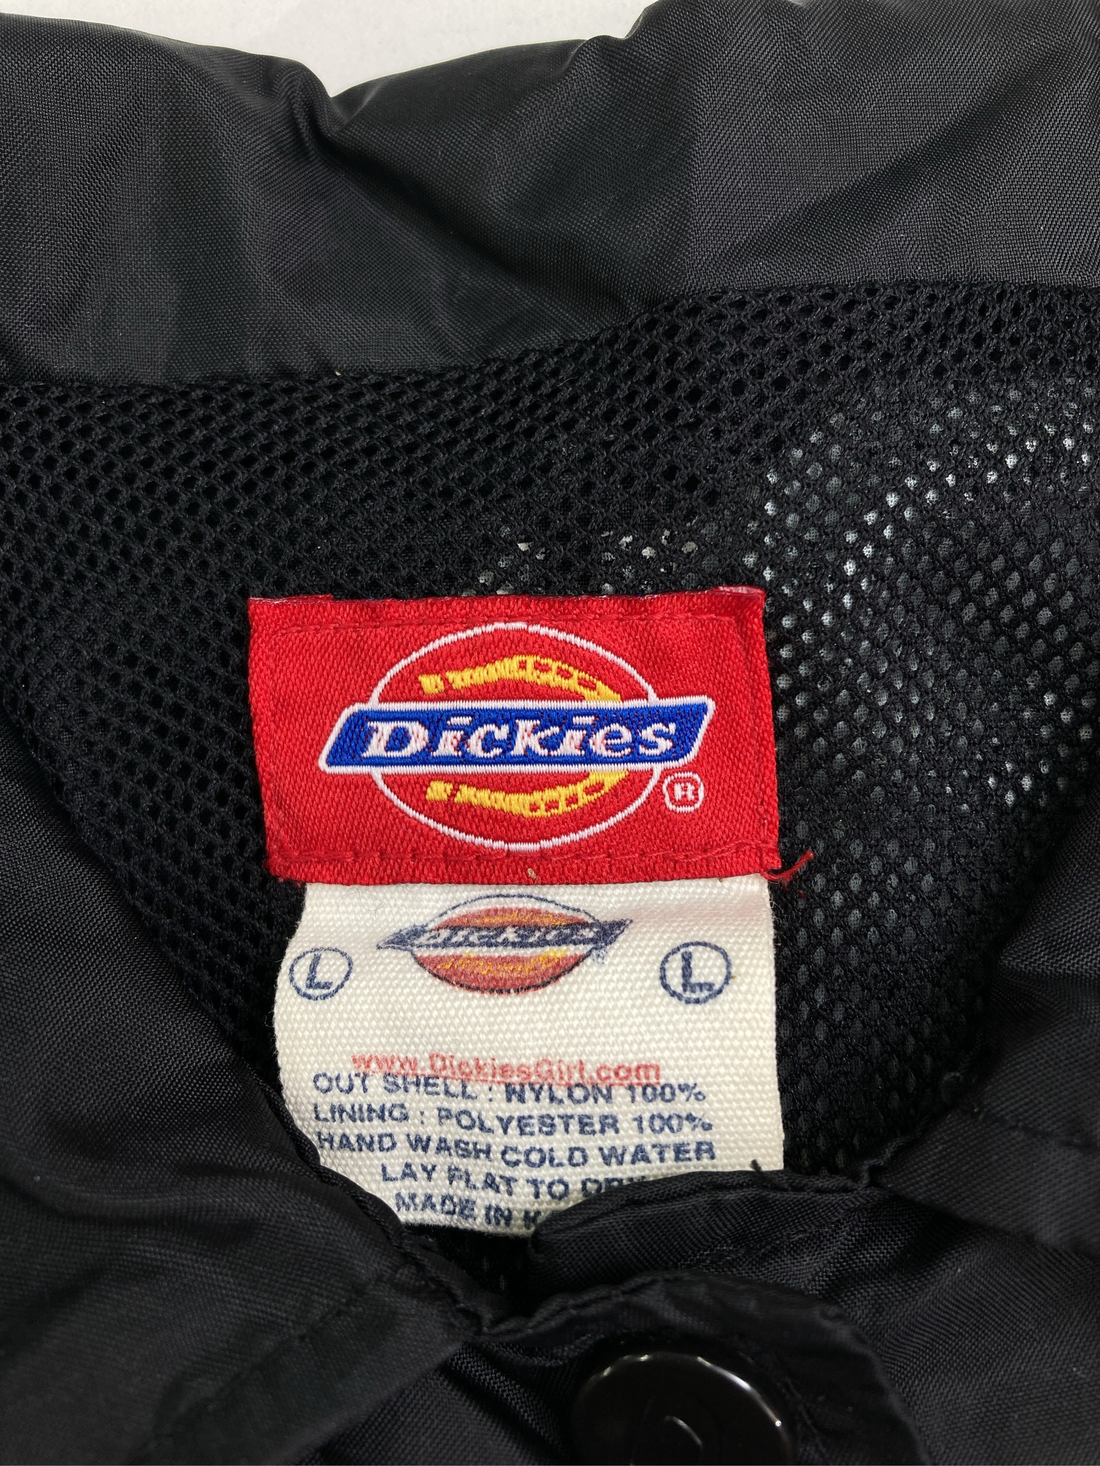 Dickies
®
Dickies
L L
www.DickiesGirl.com
OUT SHELL : NYLON 100%
LINING : POLYESTER 100%
HAND WASH COLD WATER
LAY FLAT TO DRY
MADE IN K